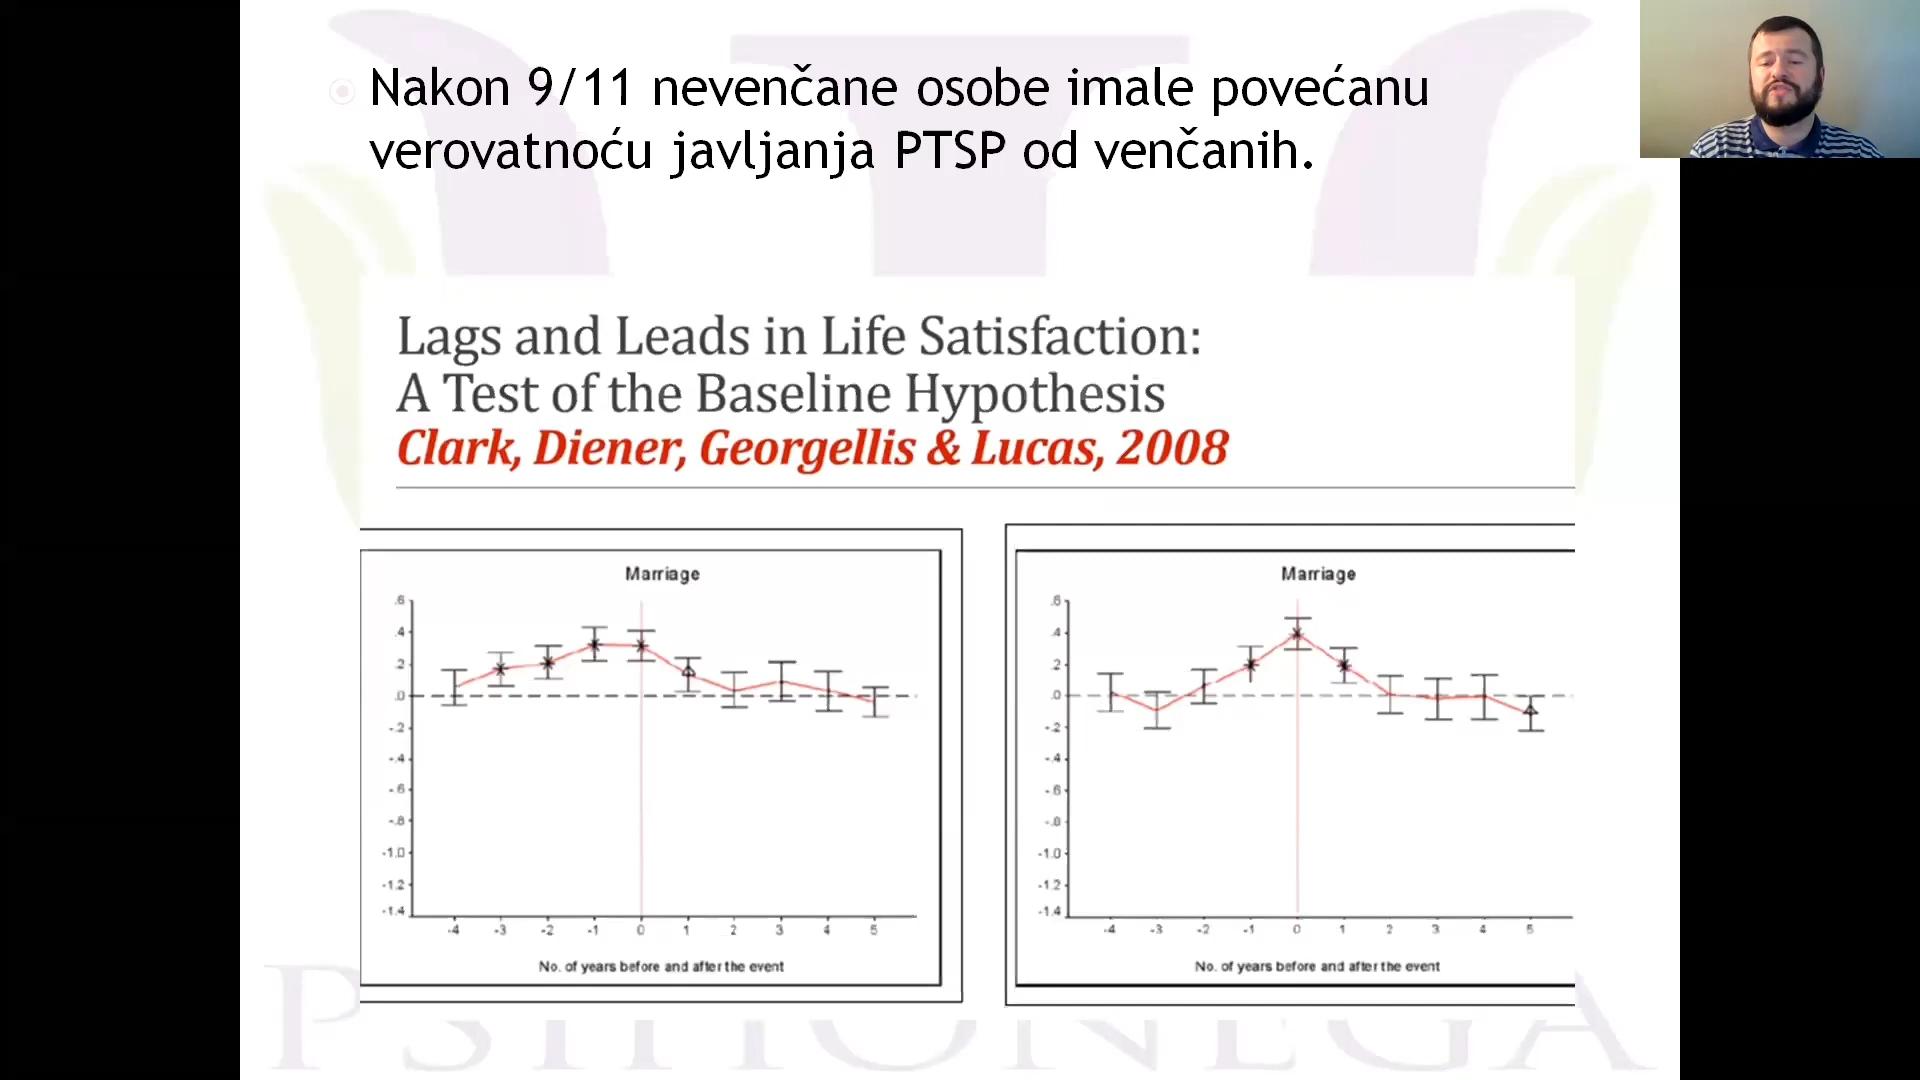 Nakon 9/11 nevenčane osobe imale povećanu
verovatnoću javljanja PTSP od venčanih.
Lags and Leads in Life Satisfaction:
A Test of the Baseline Hypothesis
Clark, Diener, Georgellis & Lucas, 2008
Marriage
.6
.4
.2
.0
-.2
-.4
-.6
-.8
-1.0
-1.2
-1.4
-4 -3 -2 -1 0 1 2 3 4 5
No. of years before and after the event
Marriage
.6
.4
.2
.0
-.2
-.4
-.6
-.8
-1.0
-1.2
-1.4
-4 -3 -2 -1 0 1 2 3 4 5
No. of years before and after the event
PSIHONEGA